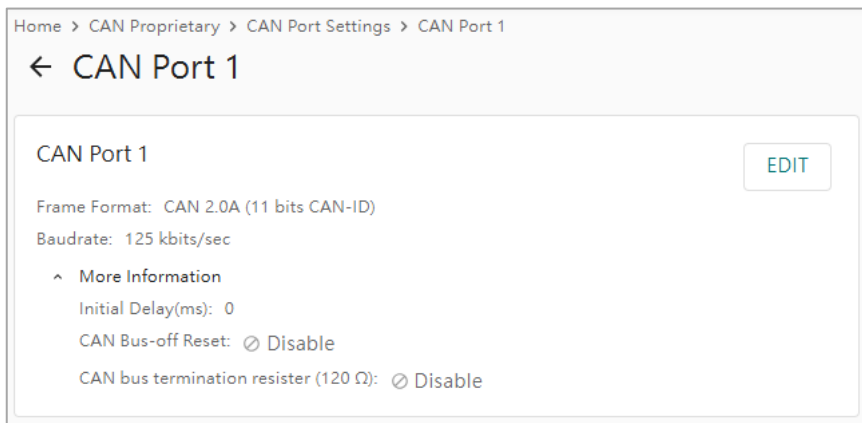 Home > CAN Proprietary > CAN Port Settings > CAN Port 1
← CAN Port 1
CAN Port 1
EDIT
Frame Format: CAN 2.0A (11 bits CAN-ID)
Baudrate: 125 kbits/sec
More Information
Initial Delay(ms): 0
CAN Bus-off Reset: Disable
CAN bus termination resister (120 Ω): Disable